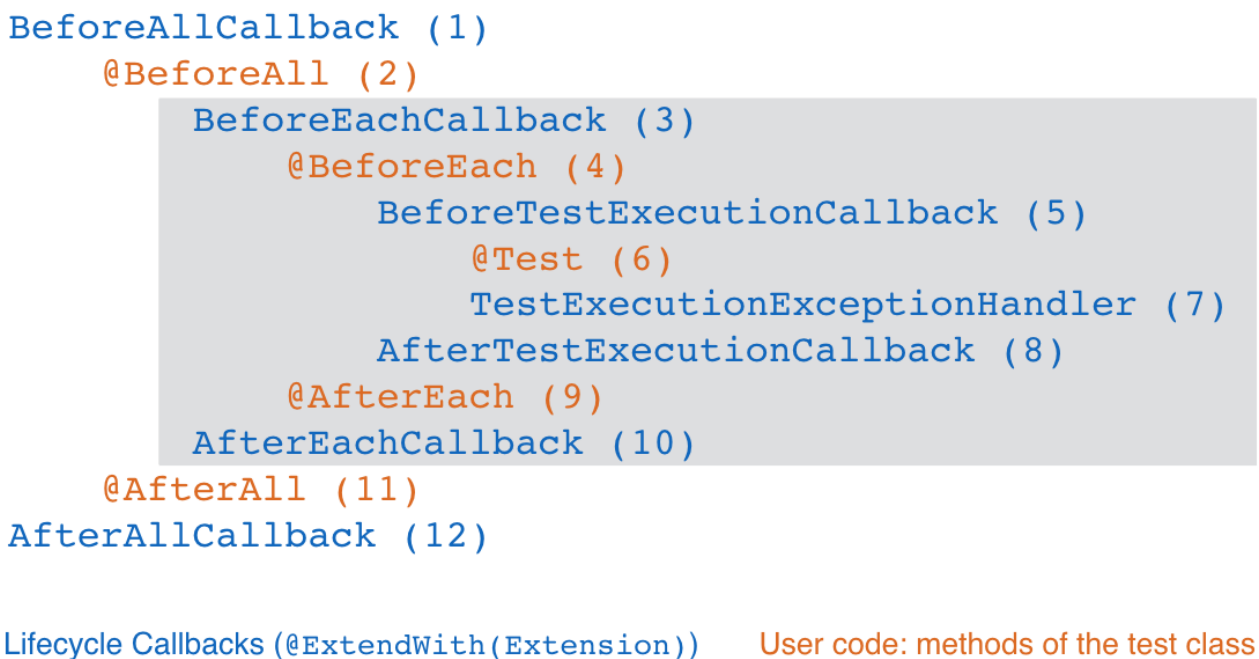 BeforeAllCallback (1)
@BeforeAll (2)
BeforeEachCallback (3)
@BeforeEach (4)
BeforeTestExecutionCallback (5)
@Test (6)
TestExecutionExceptionHandler (7)
AfterTestExecutionCallback (8)
@AfterEach (9)
AfterEachCallback (10)
@AfterAll (11)
AfterAllCallback (12)
Lifecycle Callbacks (@ExtendWith(Extension)) User code: methods of the test class